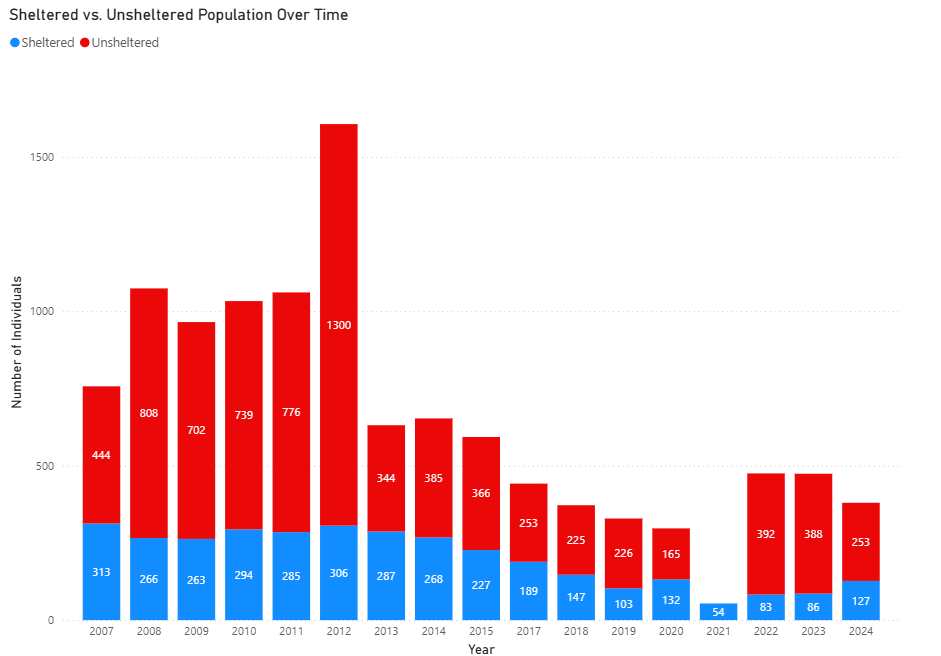 Sheltered vs. Unsheltered Population Over Time
Sheltered Unsheltered
Number of Individuals
1500
1000
500
0
444 808 702 739 776 1300 344 385 366 253 225 226 165 392 388 253
313 266 263 294 285 306 287 268 227 189 147 103 132 54 83 86 127
2007 2008 2009 2010 2011 2012 2013 2014 2015 2017 2018 2019 2020 2021 2022 2023 2024
Year